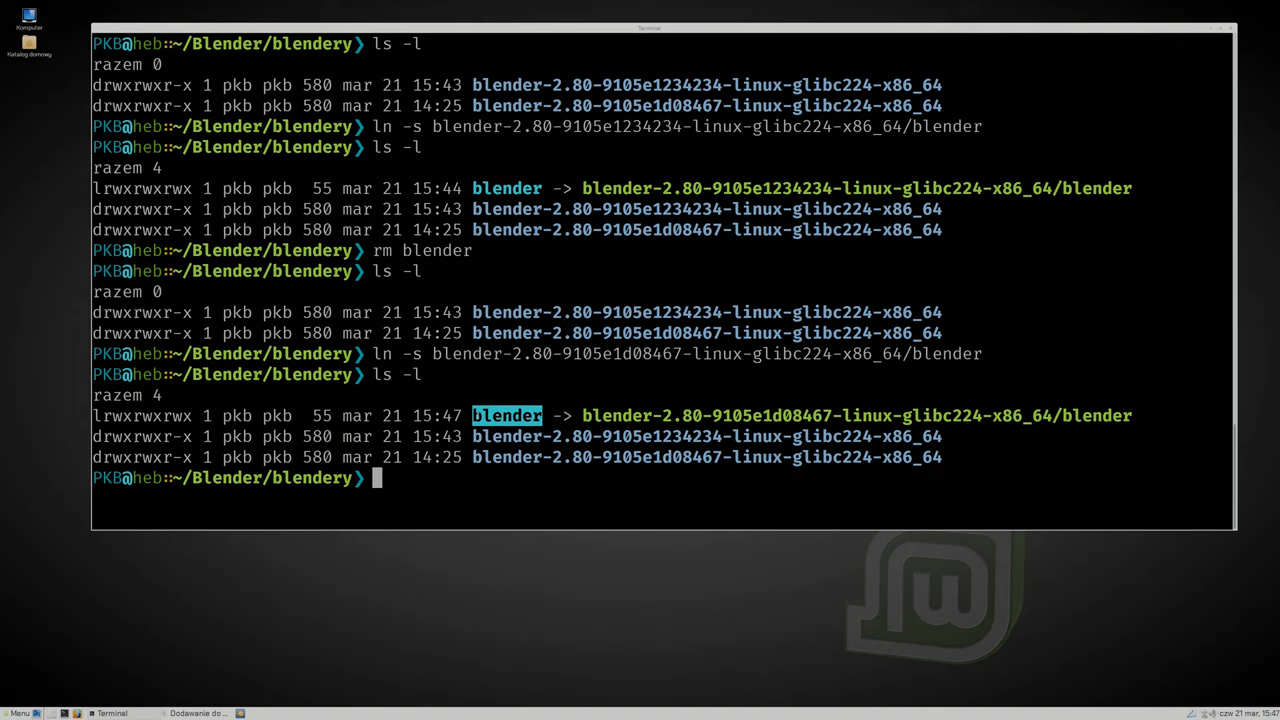 Komputer
Katalog domowy
Terminal
PKB@heb::~/Blender/blendery❯ ls -l
razem 0
drwxrwxr-x 1 pkb pkb 580 mar 21 15:43 blender-2.80-9105e1234234-linux-glibc224-x86_64
drwxrwxr-x 1 pkb pkb 580 mar 21 14:25 blender-2.80-9105e1d08467-linux-glibc224-x86_64
PKB@heb::~/Blender/blendery❯ ln -s blender-2.80-9105e1234234-linux-glibc224-x86_64/blender
PKB@heb::~/Blender/blendery❯ ls -l
razem 4
lrwxrwxrwx 1 pkb pkb  55 mar 21 15:44 blender -> blender-2.80-9105e1234234-linux-glibc224-x86_64/blender
drwxrwxr-x 1 pkb pkb 580 mar 21 15:43 blender-2.80-9105e1234234-linux-glibc224-x86_64
drwxrwxr-x 1 pkb pkb 580 mar 21 14:25 blender-2.80-9105e1d08467-linux-glibc224-x86_64
PKB@heb::~/Blender/blendery❯ rm blender
PKB@heb::~/Blender/blendery❯ ls -l
razem 0
drwxrwxr-x 1 pkb pkb 580 mar 21 15:43 blender-2.80-9105e1234234-linux-glibc224-x86_64
drwxrwxr-x 1 pkb pkb 580 mar 21 14:25 blender-2.80-9105e1d08467-linux-glibc224-x86_64
PKB@heb::~/Blender/blendery❯ ln -s blender-2.80-9105e1d08467-linux-glibc224-x86_64/blender
PKB@heb::~/Blender/blendery❯ ls -l
razem 4
lrwxrwxrwx 1 pkb pkb  55 mar 21 15:47 blender -> blender-2.80-9105e1d08467-linux-glibc224-x86_64/blender
drwxrwxr-x 1 pkb pkb 580 mar 21 15:43 blender-2.80-9105e1234234-linux-glibc224-x86_64
drwxrwxr-x 1 pkb pkb 580 mar 21 14:25 blender-2.80-9105e1d08467-linux-glibc224-x86_64
PKB@heb::~/Blender/blendery❯
Menu Terminal Dodawanie do ... czw 21 mar, 15:47